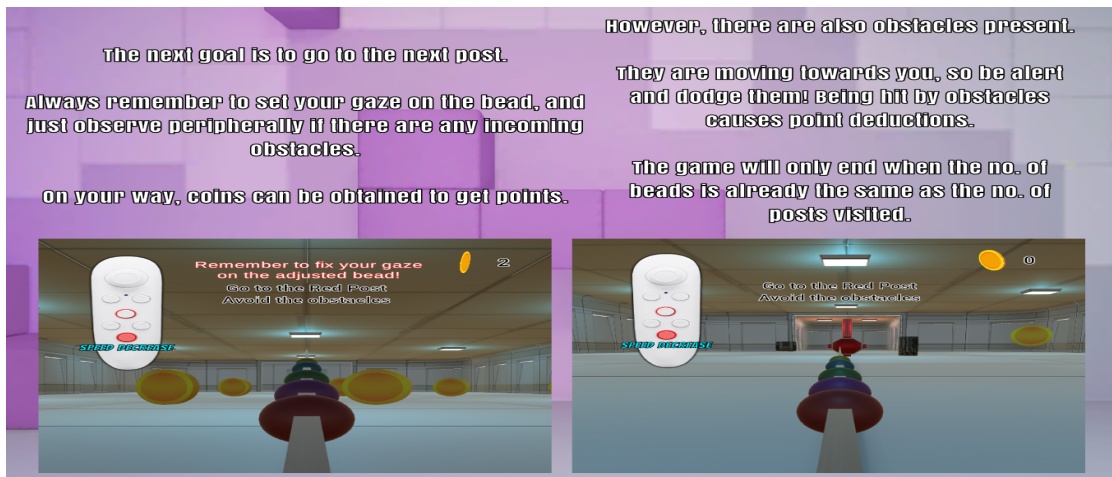 The next goal is to go to the next post.
Always remember to set your gaze on the bead, and
just observe peripherally if there are any incoming
obstacles.
On your way, coins can be obtained to get points.
Remember to fix your gaze
on the adjusted bead!
Go to the Red Post
Avoid the obstacles
2
SPEED DECREASE
However, there are also obstacles present.
They are moving towards you, so be alert
and dodge them! Being hit by obstacles
causes point deductions.
The game will only end when the no. of
beads is already the same as the no. of
posts visited.
Go to the Red Post
Avoid the obstacles
0
SPEED DECREASE